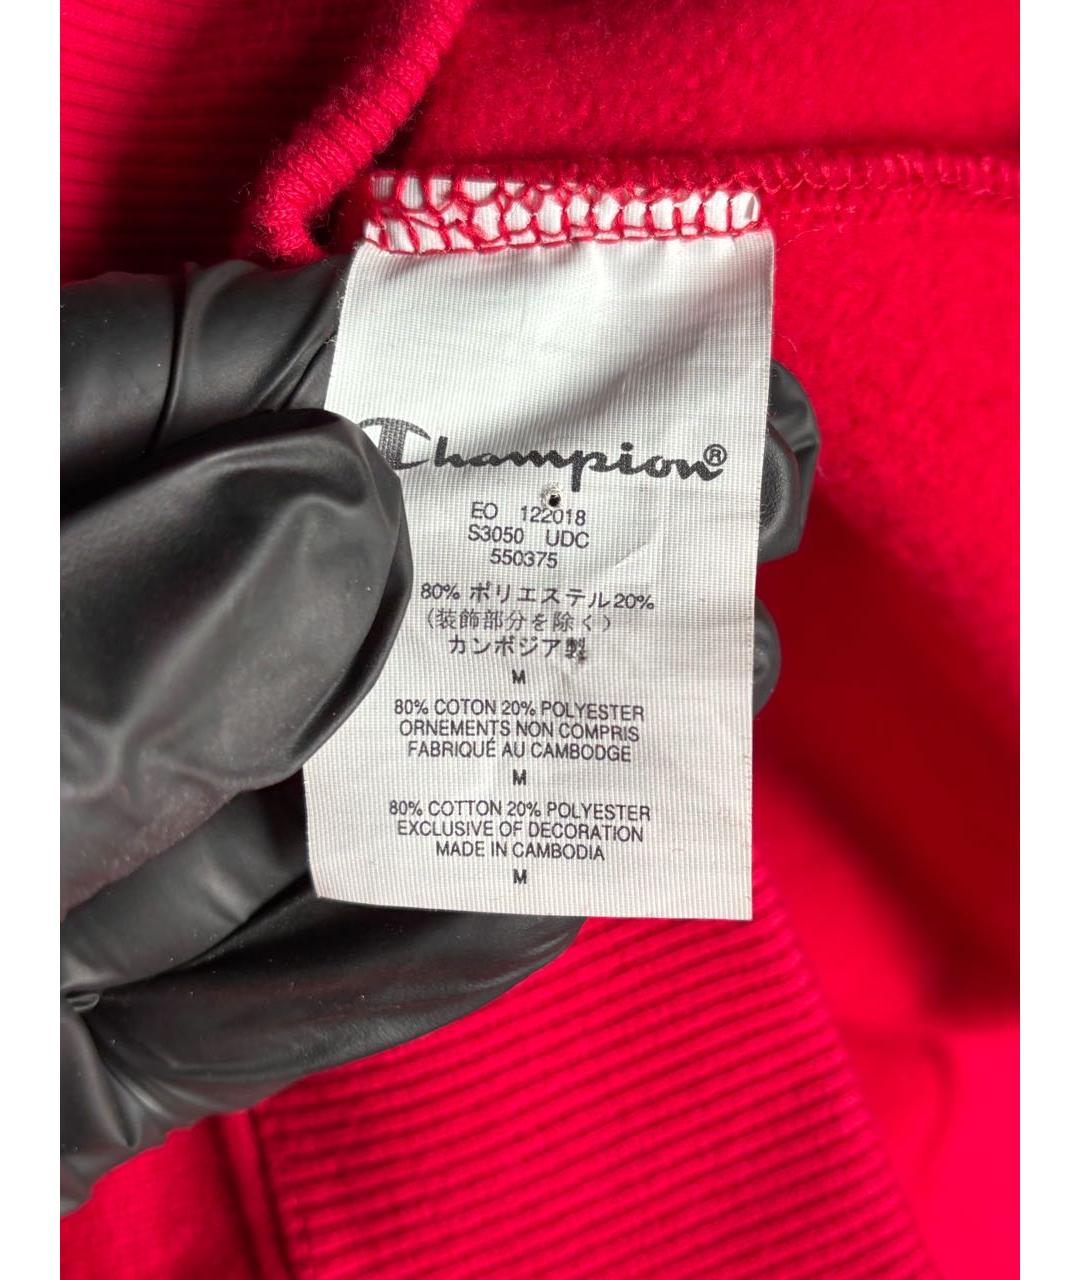 Champion®
EO 122018
S3050 UDC
550375
80% ポリエステル20%
(装飾部分を除く)
カンボジア製
M
80% COTON 20% POLYESTER
ORNEMENTS NON COMPRIS
FABRIQUÉ AU CAMBODGE
M
80% COTTON 20% POLYESTER
EXCLUSIVE OF DECORATION
MADE IN CAMBODIA
M